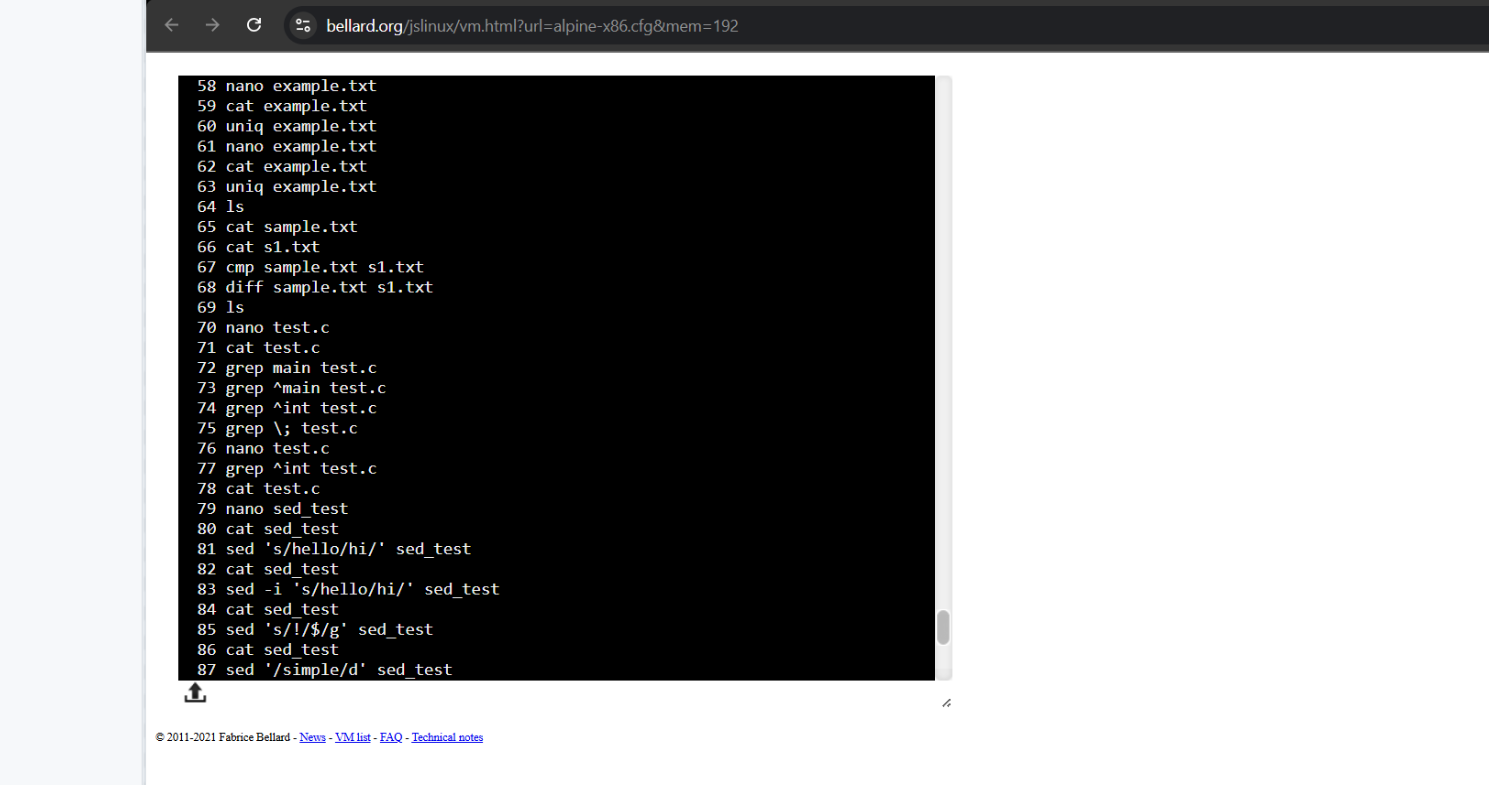 bellard.org/jslinux/vm.html?url=alpine-x86.cfg&mem=192
58 nano example.txt
59 cat example.txt
60 uniq example.txt
61 nano example.txt
62 cat example.txt
63 uniq example.txt
64 ls
65 cat sample.txt
66 cat s1.txt
67 cmp sample.txt s1.txt
68 diff sample.txt s1.txt
69 ls
70 nano test.c
71 cat test.c
72 grep main test.c
73 grep ^main test.c
74 grep ^int test.c
75 grep \; test.c
76 nano test.c
77 grep ^int test.c
78 cat test.c
79 nano sed_test
80 cat sed_test
81 sed 's/hello/hi/' sed_test
82 cat sed_test
83 sed -i 's/hello/hi/' sed_test
84 cat sed_test
85 sed 's/!/$/g' sed_test
86 cat sed_test
87 sed '/simple/d' sed_test
© 2011-2021 Fabrice Bellard - News - VM list - FAQ - Technical notes